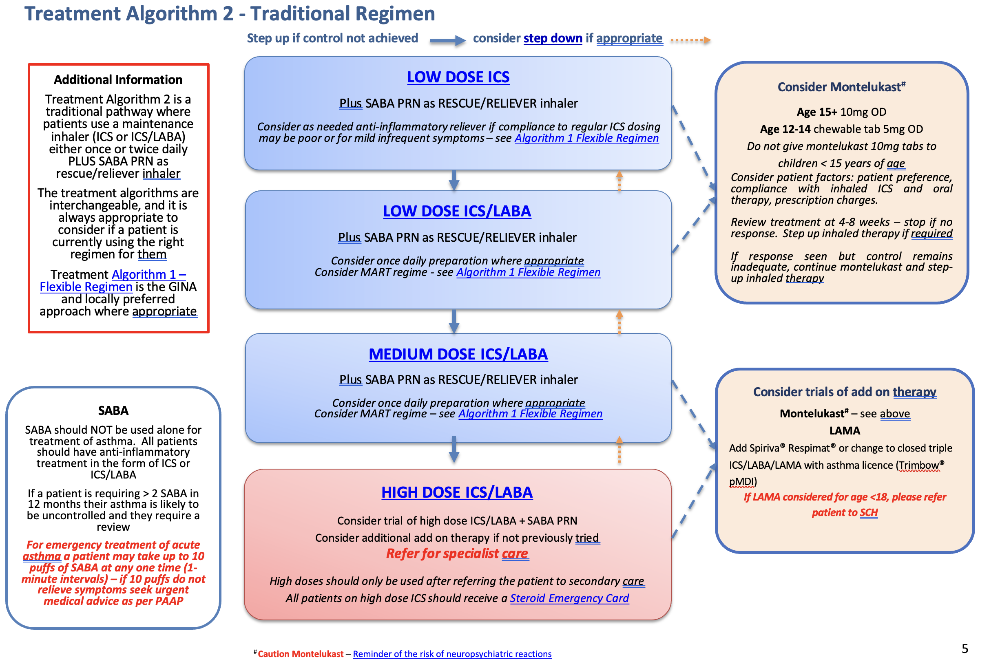 Treatment Algorithm 2 - Traditional Regimen
Step up if control not achieved
consider step down if appropriate
Additional Information
Treatment Algorithm 2 is a
traditional pathway where
patients use a maintenance
inhaler (ICS or ICS/LABA)
either once or twice daily
PLUS SABA PRN as
rescue/reliever inhaler
The treatment algorithms are
interchangeable, and it is
always appropriate to
consider if a patient is
currently using the right
regimen for them
Treatment Algorithm 1 –
Flexible Regimen is the GINA
and locally preferred
approach where appropriate
SABA
SABA should NOT be used alone for
treatment of asthma. All patients
should have anti-inflammatory
treatment in the form of ICS or
ICS/LABA
If a patient is requiring > 2 SABA in
12 months their asthma is likely to
be uncontrolled and they require a
review
For emergency treatment of acute
asthma a patient may take up to 10
puffs of SABA at any one time (1-
minute intervals) – if 10 puffs do not
relieve symptoms seek urgent
medical advice as per PAAP
LOW DOSE ICS
Plus SABA PRN as RESCUE/RELIEVER inhaler
Consider as needed anti-inflammatory reliever if compliance to regular ICS dosing
may be poor or for mild infrequent symptoms – see Algorithm 1 Flexible Regimen
LOW DOSE ICS/LABA
Plus SABA PRN as RESCUE/RELIEVER inhaler
Consider once daily preparation where appropriate
Consider MART regime - see Algorithm 1 Flexible Regimen
MEDIUM DOSE ICS/LABA
Plus SABA PRN as RESCUE/RELIEVER inhaler
Consider once daily preparation where appropriate
Consider MART regime – see Algorithm 1 Flexible Regimen
HIGH DOSE ICS/LABA
Consider trial of high dose ICS/LABA + SABA PRN
Consider additional add on therapy if not previously tried
Refer for specialist care
High doses should only be used after referring the patient to secondary care
All patients on high dose ICS should receive a Steroid Emergency Card
Consider Montelukast#
Age 15+ 10mg OD
Age 12-14 chewable tab 5mg OD
Do not give montelukast 10mg tabs to
children < 15 years of age
Consider patient factors: patient preference,
compliance with inhaled ICS and oral
therapy, prescription charges.
Review treatment at 4-8 weeks – stop if no
response. Step up inhaled therapy if required
If response seen but control remains
inadequate, continue montelukast and step-
up inhaled therapy
Consider trials of add on therapy
Montelukast# – see above
LAMA
Add Spiriva® Respimat® or change to closed triple
ICS/LABA/LAMA with asthma licence (Trimbow®
pMDI)
If LAMA considered for age <18, please refer
patient to SCH
#Caution Montelukast – Reminder of the risk of neuropsychiatric reactions
5